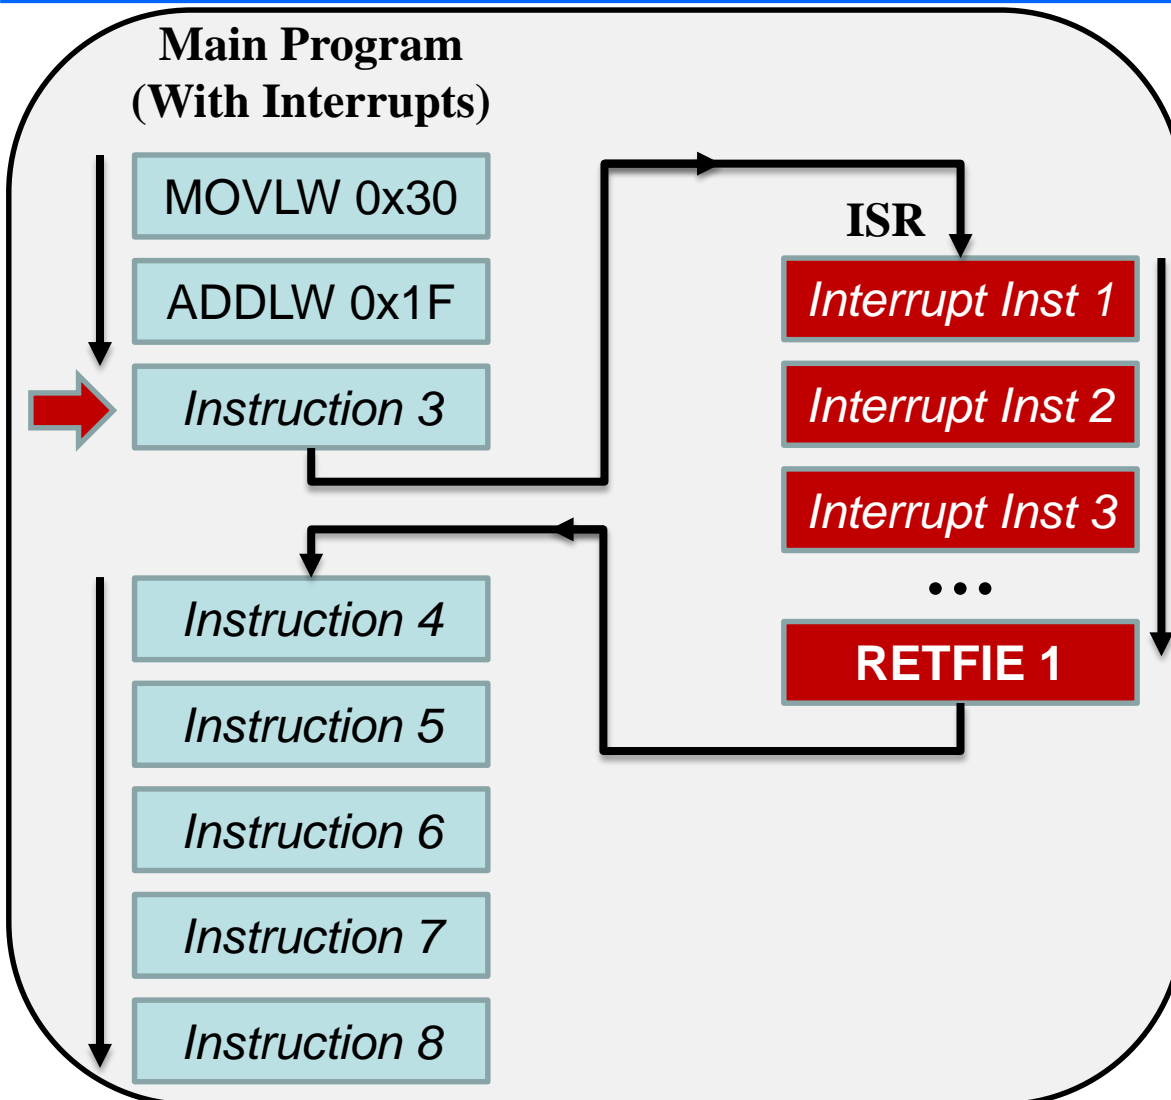 Main Program
(With Interrupts)
MOVLW 0x30
ADDLW 0x1F
Instruction 3
Instruction 4
Instruction 5
Instruction 6
Instruction 7
Instruction 8
ISR
Interrupt Inst 1
Interrupt Inst 2
Interrupt Inst 3
...
RETFIE 1